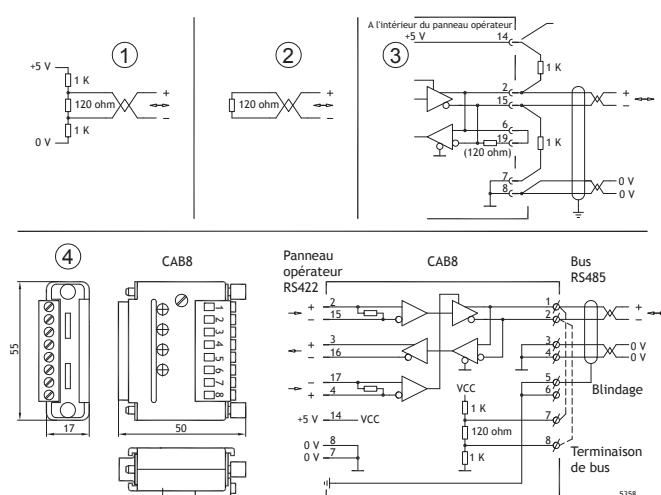 1
+5 V
1 K
120 ohm
+
−
1 K
0 V
2
120 ohm
+
−
3
A l'intérieur du panneau opérateur
+5 V
14
1 K
2
+
15
−
6
19
(120 ohm)
1 K
7
8
0 V
0 V
4
CAB8
55
17
1
2
3
4
5
6
7
8
50
Panneau
opérateur
RS422
CAB8
Bus
RS485
+ 2
− 15
+ 3
− 16
− 17
+ 4
+5 V 14 VCC
0 V 8
0 V 7
VCC
1 K
120 ohm
1 K
1 +
2 −
3 0 V
4 0 V
5
6
Blindage
7
8
Terminaison
de bus
5358